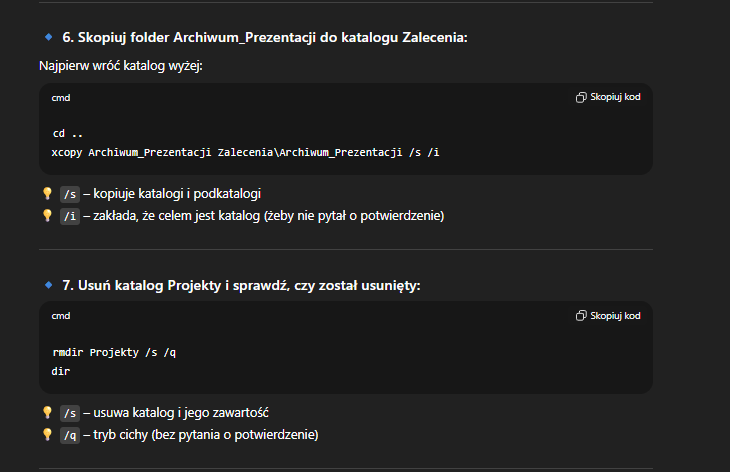 6. Skopiuj folder Archiwum_Prezentacji do katalogu Zalecenia:
Najpierw wróć katalog wyżej:
cmd
Skopiuj kod
cd ..
xcopy Archiwum_Prezentacji Zalecenia\Archiwum_Prezentacji /s /i
/s – kopiuje katalogi i podkatalogi
/i – zakłada, że celem jest katalog (żeby nie pytał o potwierdzenie)
7. Usuń katalog Projekty i sprawdź, czy został usunięty:
cmd
Skopiuj kod
rmdir Projekty /s /q
dir
/s – usuwa katalog i jego zawartość
/q – tryb cichy (bez pytania o potwierdzenie)